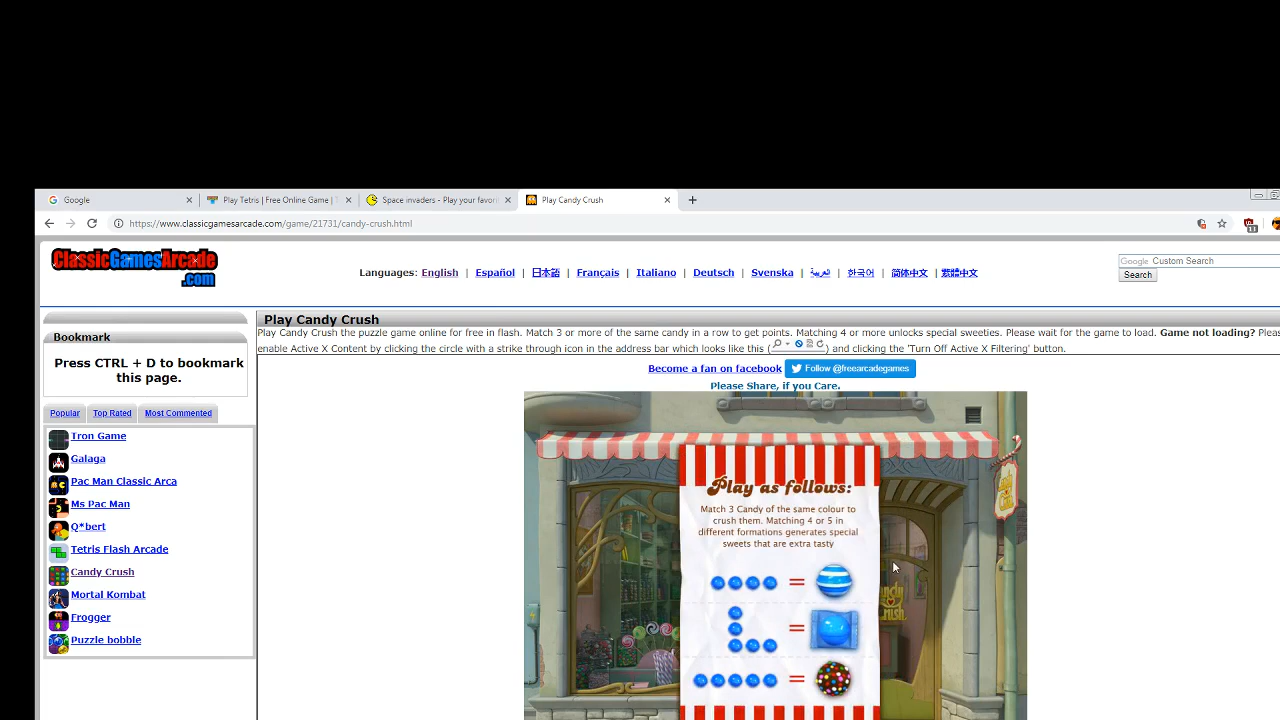 Google
Play Tetris | Free Online Game |
Space invaders - Play your favori
Play Candy Crush
https://www.classicgamesarcade.com/game/21731/candy-crush.html
11
ClassicGamesArcade
.com
Languages: English Español 日本語 Français Italiano Deutsch Svenska العربية 한국어 简体中文 繁體中文
Google Custom Search
Search
Bookmark
Press CTRL + D to bookmark
this page.
Popular Top Rated Most Commented
Tron Game
Galaga
Pac Man Classic Arca
Ms Pac Man
Q*bert
Tetris Flash Arcade
Candy Crush
Mortal Kombat
Frogger
Puzzle bobble
Play Candy Crush
Play Candy Crush the puzzle game online for free in flash. Match 3 or more of the same candy in a row to get points. Matching 4 or more unlocks special sweeties. Please wait for the game to load. Game not loading? Pleas
enable Active X Content by clicking the circle with a strike through icon in the address bar which looks like this ( ) and clicking the 'Turn Off Active X Filtering' button.
Become a fan on facebook
Follow @freearcadegames
Please Share, if you Care.
Play as follows:
Match 3 Candy of the same colour to
crush them. Matching 4 or 5 in
different formations generates special
sweets that are extra tasty
=
=
=